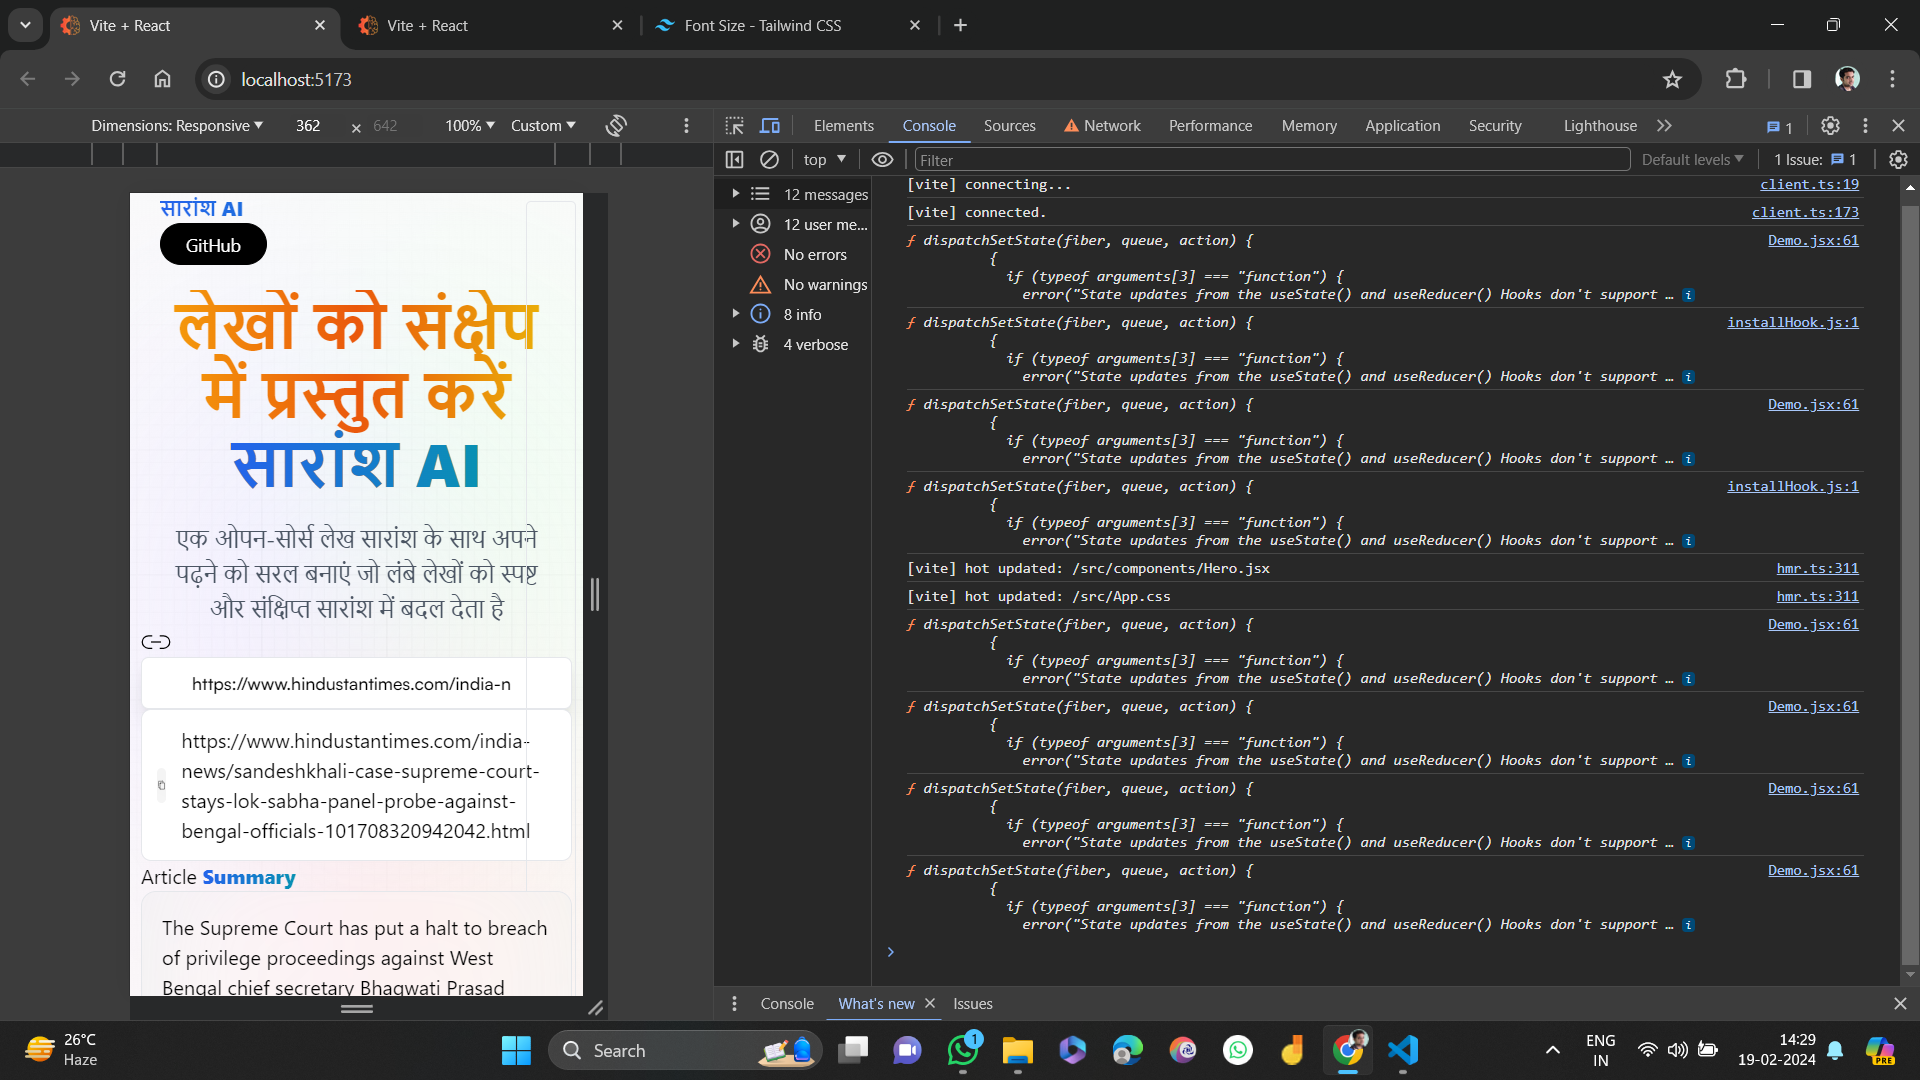 Vite + React
Vite + React
Font Size - Tailwind CSS
localhost:5173
Dimensions: Responsive
362 × 642
100%
Custom
Elements
Console
Sources
Network
Performance
Memory
Application
Security
Lighthouse
1
top
Filter
Default levels
1 Issue: 1
12 messages
12 user me...
No errors
No warnings
8 info
4 verbose
सारांश AI
GitHub
लेखों को संक्षेप
में प्रस्तुत करें
सारांश AI
एक ओपन-सोर्स लेख सारांश के साथ अपने
पढ़ने को सरल बनाएं जो लंबे लेखों को स्पष्ट
और संक्षिप्त सारांश में बदल देता है
https://www.hindustantimes.com/india-n
https://www.hindustantimes.com/india-
news/sandeshkhali-case-supreme-court-
stays-lok-sabha-panel-probe-against-
bengal-officials-101708320942042.html
Article Summary
The Supreme Court has put a halt to breach
of privilege proceedings against West
Bengal chief secretary Bhagwati Prasad
[vite] connecting... client.ts:19
[vite] connected. client.ts:173
ƒ dispatchSetState(fiber, queue, action) { Demo.jsx:61
{
if (typeof arguments[3] === "function") {
error("State updates from the useState() and useReducer() Hooks don't support …
ƒ dispatchSetState(fiber, queue, action) { installHook.js:1
{
if (typeof arguments[3] === "function") {
error("State updates from the useState() and useReducer() Hooks don't support …
ƒ dispatchSetState(fiber, queue, action) { Demo.jsx:61
{
if (typeof arguments[3] === "function") {
error("State updates from the useState() and useReducer() Hooks don't support …
ƒ dispatchSetState(fiber, queue, action) { installHook.js:1
{
if (typeof arguments[3] === "function") {
error("State updates from the useState() and useReducer() Hooks don't support …
[vite] hot updated: /src/components/Hero.jsx hmr.ts:311
[vite] hot updated: /src/App.css hmr.ts:311
ƒ dispatchSetState(fiber, queue, action) { Demo.jsx:61
{
if (typeof arguments[3] === "function") {
error("State updates from the useState() and useReducer() Hooks don't support …
ƒ dispatchSetState(fiber, queue, action) { Demo.jsx:61
{
if (typeof arguments[3] === "function") {
error("State updates from the useState() and useReducer() Hooks don't support …
ƒ dispatchSetState(fiber, queue, action) { Demo.jsx:61
{
if (typeof arguments[3] === "function") {
error("State updates from the useState() and useReducer() Hooks don't support …
ƒ dispatchSetState(fiber, queue, action) { Demo.jsx:61
{
if (typeof arguments[3] === "function") {
error("State updates from the useState() and useReducer() Hooks don't support …
Console
What's new
Issues
26°C
Haze
Search
1
ENG
IN
14:29
19-02-2024
PRE